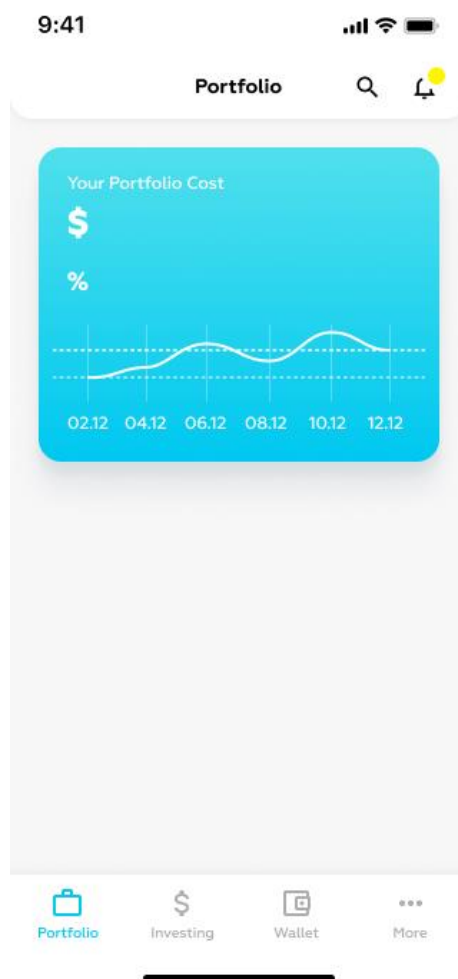 9:41
Portfolio
Your Portfolio Cost
$
%
02.12 04.12 06.12 08.12 10.12 12.12
Portfolio Investing Wallet More